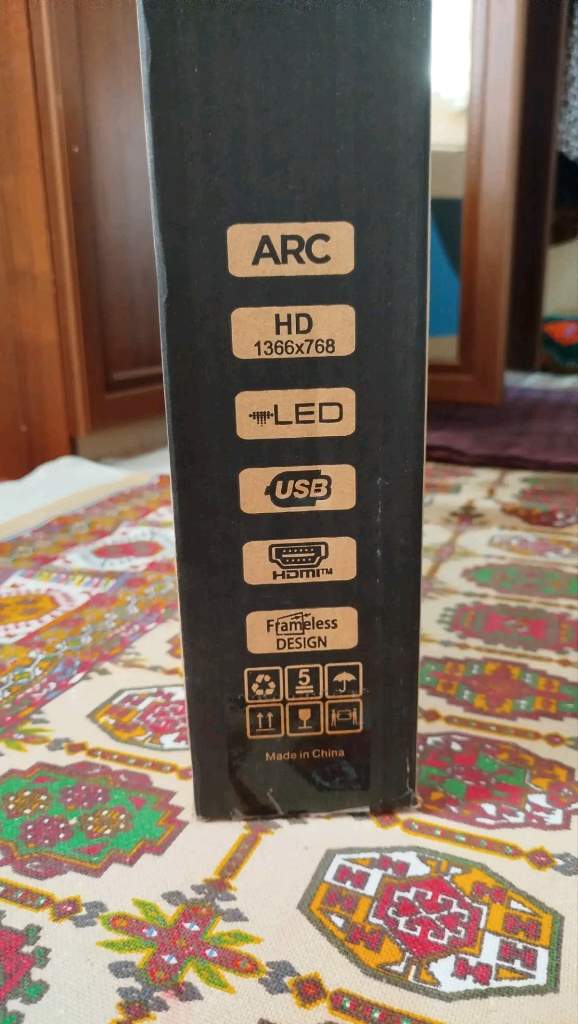 ARC
HD
1366x768
LED
USB
HDMI™
Frameless
DESIGN
5
Made in China